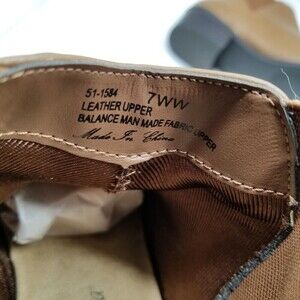 51-1584 7WW
LEATHER UPPER
BALANCE MAN MADE FABRIC UPPER
Made In China